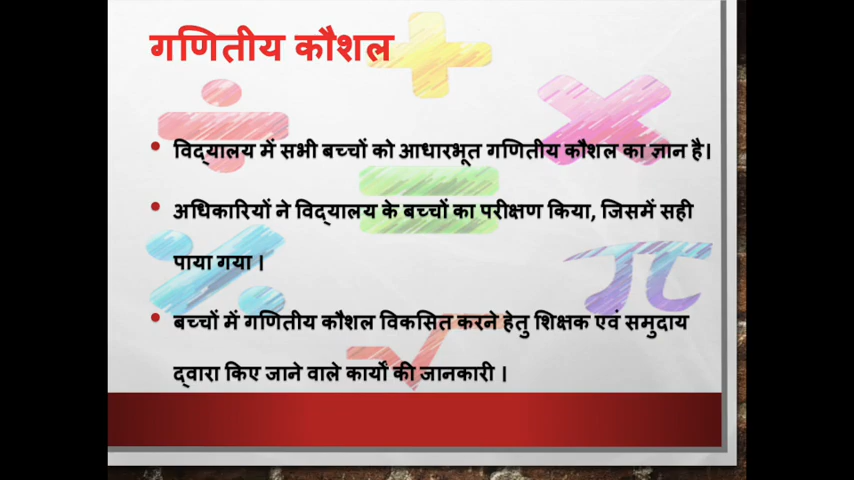 गणितीय कौशल
विद्यालय में सभी बच्चों को आधारभूत गणितीय कौशल का ज्ञान है।
अधिकारियों ने विद्यालय के बच्चों का परीक्षण किया, जिसमें सही
पाया गया ।
बच्चों में गणितीय कौशल विकसित करने हेतु शिक्षक एवं समुदाय
द्वारा किए जाने वाले कार्यों की जानकारी ।